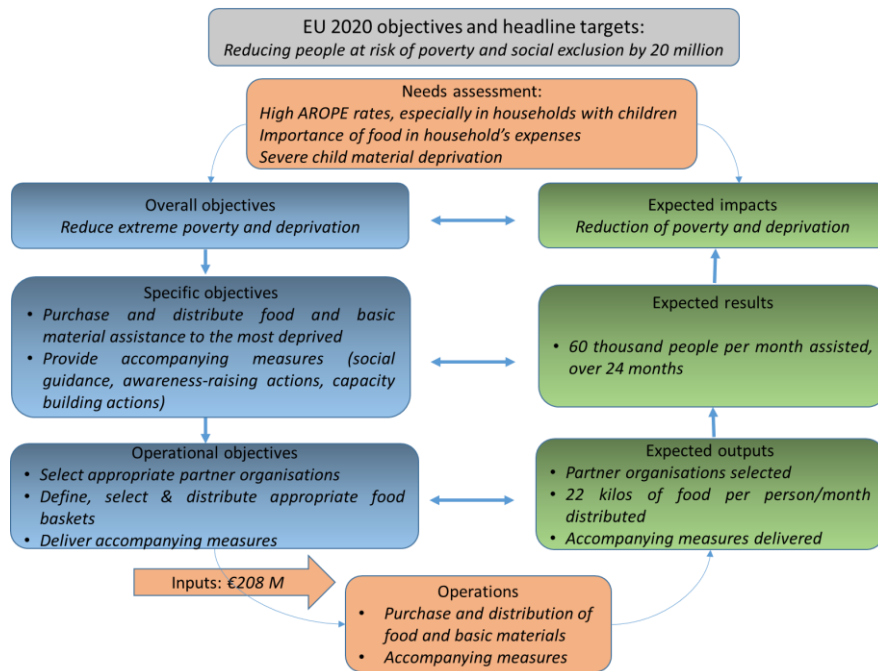 EU 2020 objectives and headline targets:
Reducing people at risk of poverty and social exclusion by 20 million
Needs assessment:
High AROPE rates, especially in households with children
Importance of food in household's expenses
Severe child material deprivation
Overall objectives
Reduce extreme poverty and deprivation
Expected impacts
Reduction of poverty and deprivation
Specific objectives
• Purchase and distribute food and basic
material assistance to the most deprived
• Provide accompanying measures (social
guidance, awareness-raising actions, capacity
building actions)
Expected results
• 60 thousand people per month assisted,
over 24 months
Operational objectives
• Select appropriate partner organisations
• Define, select & distribute appropriate food
baskets
• Deliver accompanying measures
Expected outputs
• Partner organisations selected
• 22 kilos of food per person/month
distributed
• Accompanying measures delivered
Inputs: €208 M
Operations
• Purchase and distribution of
food and basic materials
• Accompanying measures